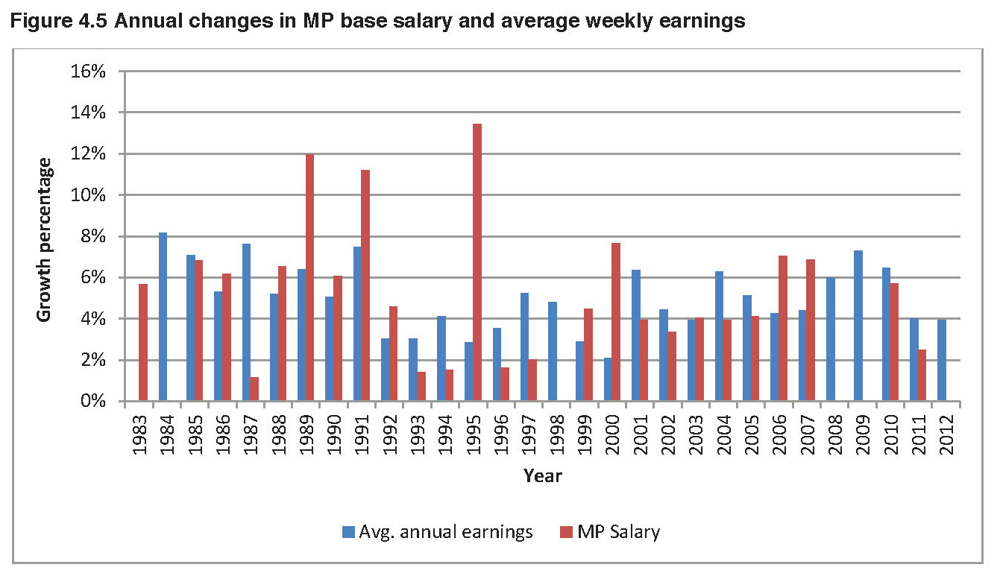 Figure 4.5 Annual changes in MP base salary and average weekly earnings
16%
14%
12%
10%
8%
6%
4%
2%
0%
Growth percentage
1983 1984 1985 1986 1987 1988 1989 1990 1991 1992 1993 1994 1995 1996 1997 1998 1999 2000 2001 2002 2003 2004 2005 2006 2007 2008 2009 2010 2011 2012
Year
Avg. annual earnings MP Salary